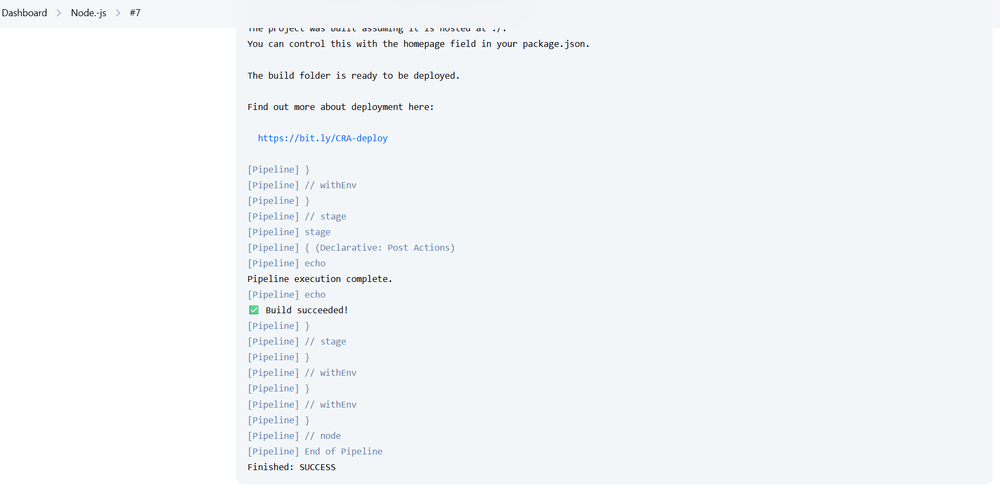 Dashboard > Node.-js > #7
The project was built assuming it is hosted at ./.
You can control this with the homepage field in your package.json.
The build folder is ready to be deployed.
Find out more about deployment here:
https://bit.ly/CRA-deploy
[Pipeline] }
[Pipeline] // withEnv
[Pipeline] }
[Pipeline] // stage
[Pipeline] stage
[Pipeline] { (Declarative: Post Actions)
[Pipeline] echo
Pipeline execution complete.
[Pipeline] echo
✅ Build succeeded!
[Pipeline] }
[Pipeline] // stage
[Pipeline] }
[Pipeline] // withEnv
[Pipeline] }
[Pipeline] // withEnv
[Pipeline] }
[Pipeline] // node
[Pipeline] End of Pipeline
Finished: SUCCESS